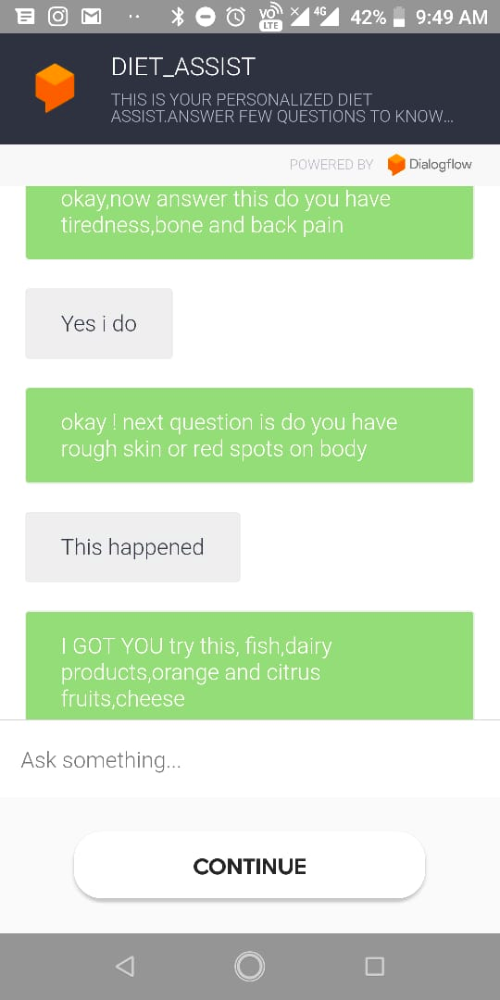 VO
LTE
4G
42%
9:49 AM
DIET_ASSIST
THIS IS YOUR PERSONALIZED DIET
ASSIST.ANSWER FEW QUESTIONS TO KNOW...
POWERED BY Dialogflow
okay,now answer this do you have
tiredness,bone and back pain
Yes i do
okay ! next question is do you have
rough skin or red spots on body
This happened
I GOT YOU try this, fish,dairy
products,orange and citrus
fruits,cheese
Ask something...
CONTINUE